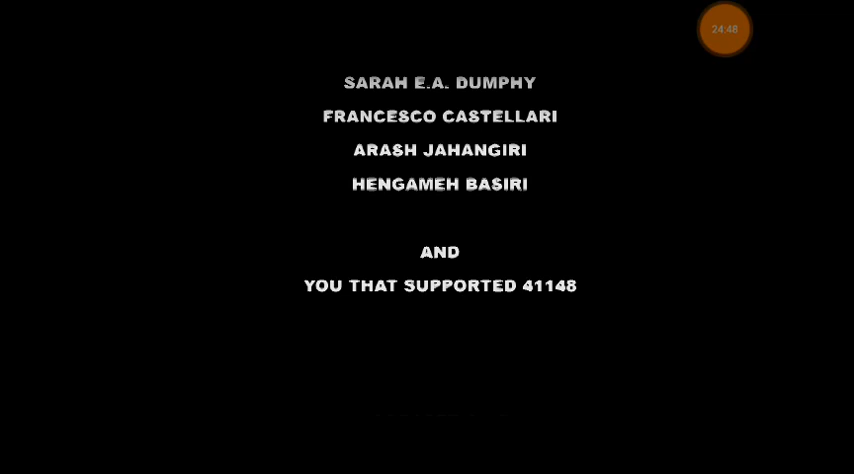 24:48
SARAH E.A. DUMPHY
FRANCESCO CASTELLARI
ARASH JAHANGIRI
HENGAMEH BASIRI
AND
YOU THAT SUPPORTED 41148